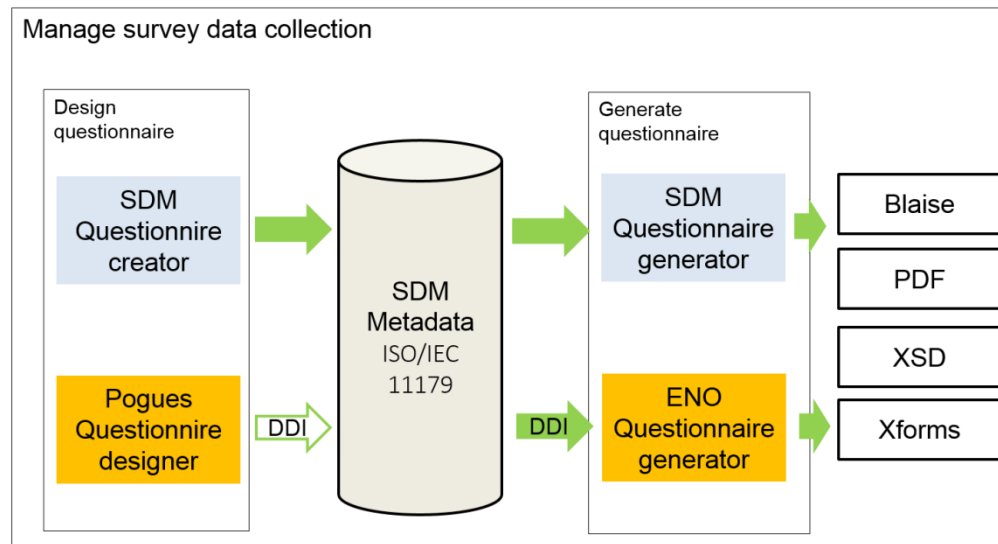 Manage survey data collection
Design
questionnaire
SDM
Questionnire
creator
Pogues
Questionnire
designer
DDI
SDM
Metadata
ISO/IEC
11179
DDI
Generate
questionnaire
SDM
Questionnaire
generator
ENO
Questionnaire
generator
Blaise
PDF
XSD
Xforms